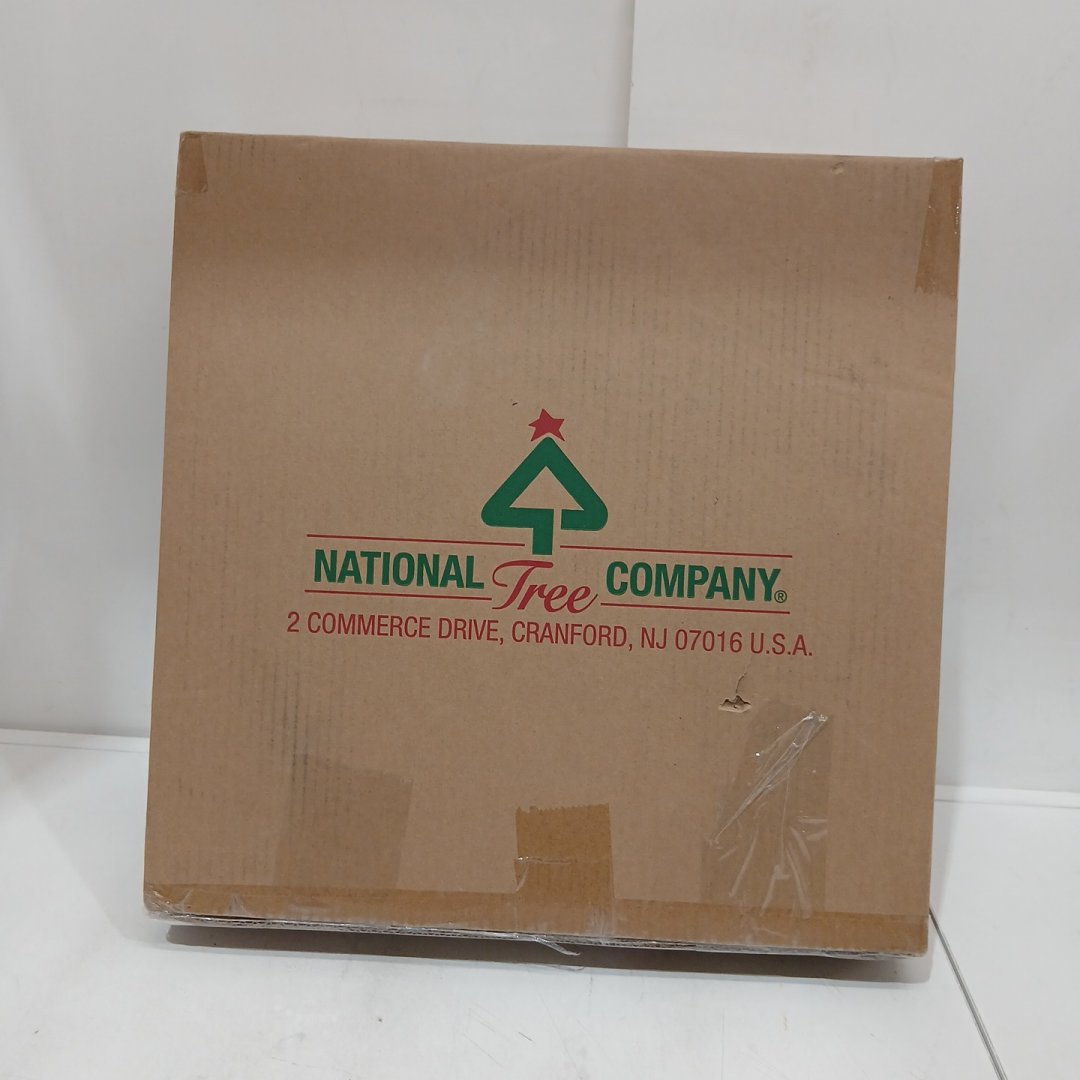 NATIONAL Tree COMPANY®
2 COMMERCE DRIVE, CRANFORD, NJ 07016 U.S.A.